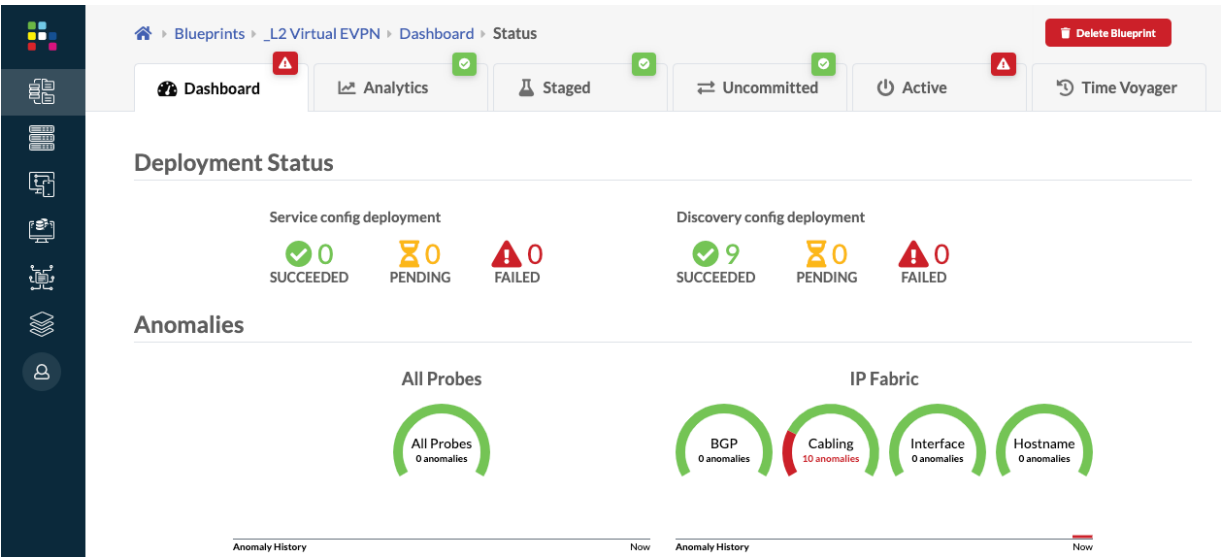 Blueprints _L2 Virtual EVPN Dashboard Status
Delete Blueprint
Dashboard Analytics Staged Uncommitted Active Time Voyager
Deployment Status
Service config deployment
0 0 0
SUCCEEDED PENDING FAILED
Discovery config deployment
9 0 0
SUCCEEDED PENDING FAILED
Anomalies
All Probes
All Probes
0 anomalies
Anomaly History Now
IP Fabric
BGP
0 anomalies
Cabling
10 anomalies
Interface
0 anomalies
Hostname
0 anomalies
Anomaly History Now